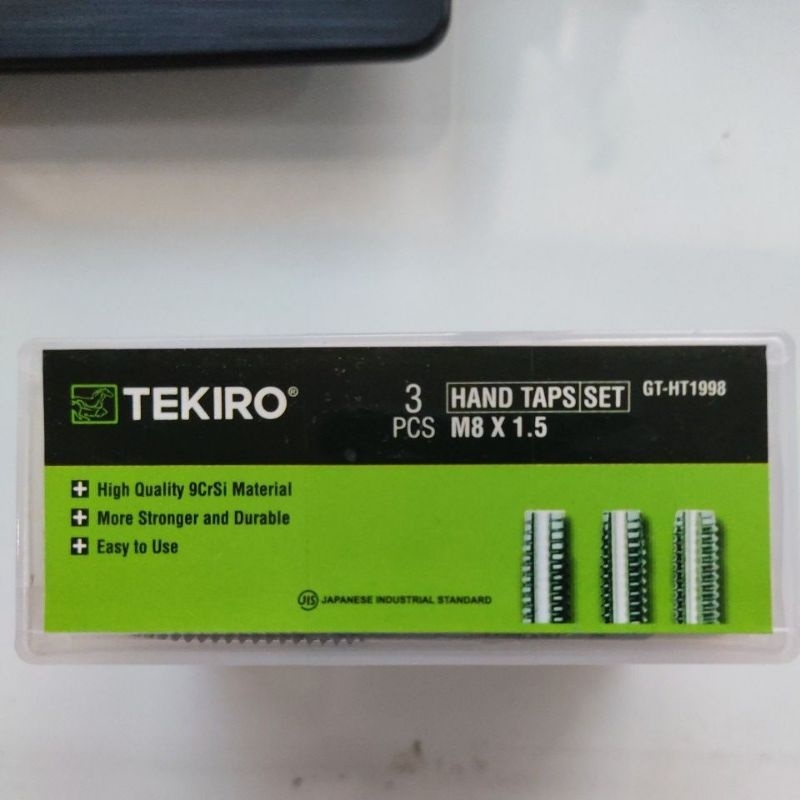 TEKIRO®
3 PCS
HAND TAPS SET
M8 X 1.5
GT-HT1998
High Quality 9CrSi Material
More Stronger and Durable
Easy to Use
JIS JAPANESE INDUSTRIAL STANDARD